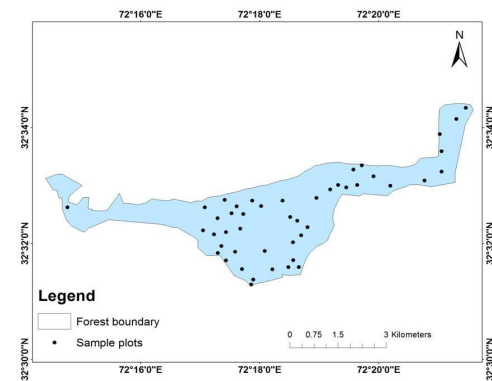 72°16'0"E 72°18'0"E 72°20'0"E
N
32°34'0"N 32°34'0"N
32°32'0"N 32°32'0"N
Legend
Forest boundary
Sample plots
0 0.75 1.5 3 Kilometers
32°30'0"N 32°30'0"N
72°16'0"E 72°18'0"E 72°20'0"E